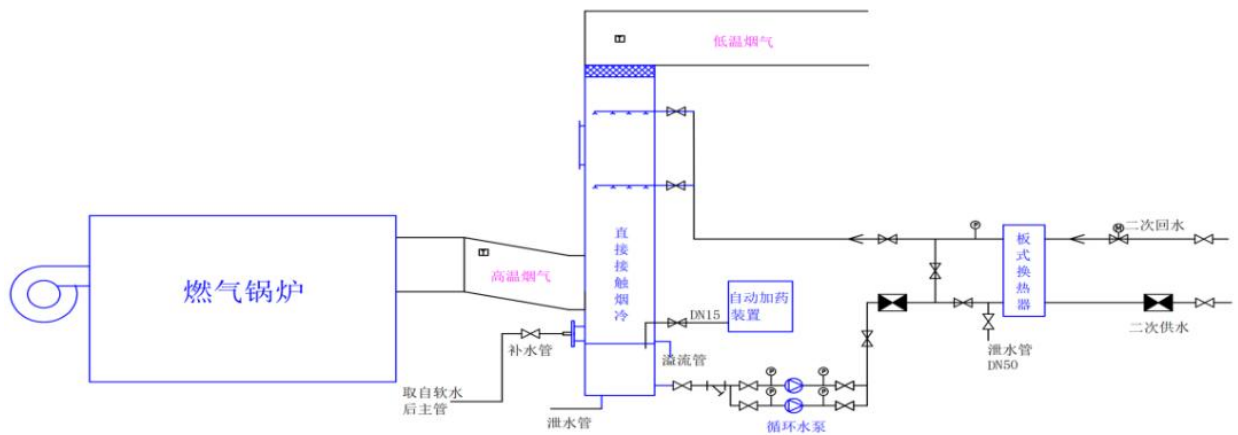 低温烟气
T
二次回水
P
M
T
直接接触烟冷
板式换热器
高温烟气
燃气锅炉
自动加药
装置
DN15
二次供水
补水管
溢流管
泄水管
DN50
取自软水
后主管
P
P
P
P
泄水管
循环水泵